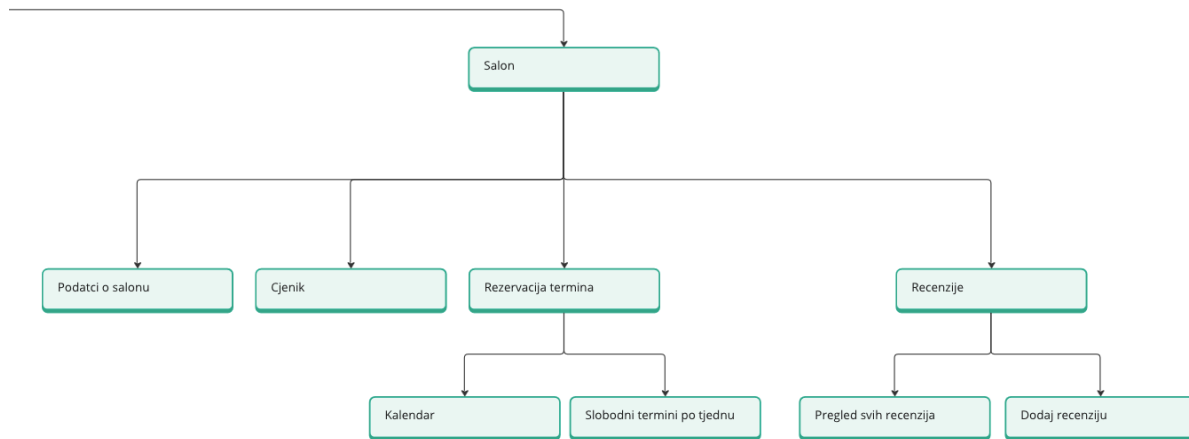 Salon
Podatci o salonu
Cjenik
Rezervacija termina
Recenzije
Kalendar
Slobodni termini po tjednu
Pregled svih recenzija
Dodaj recenziju